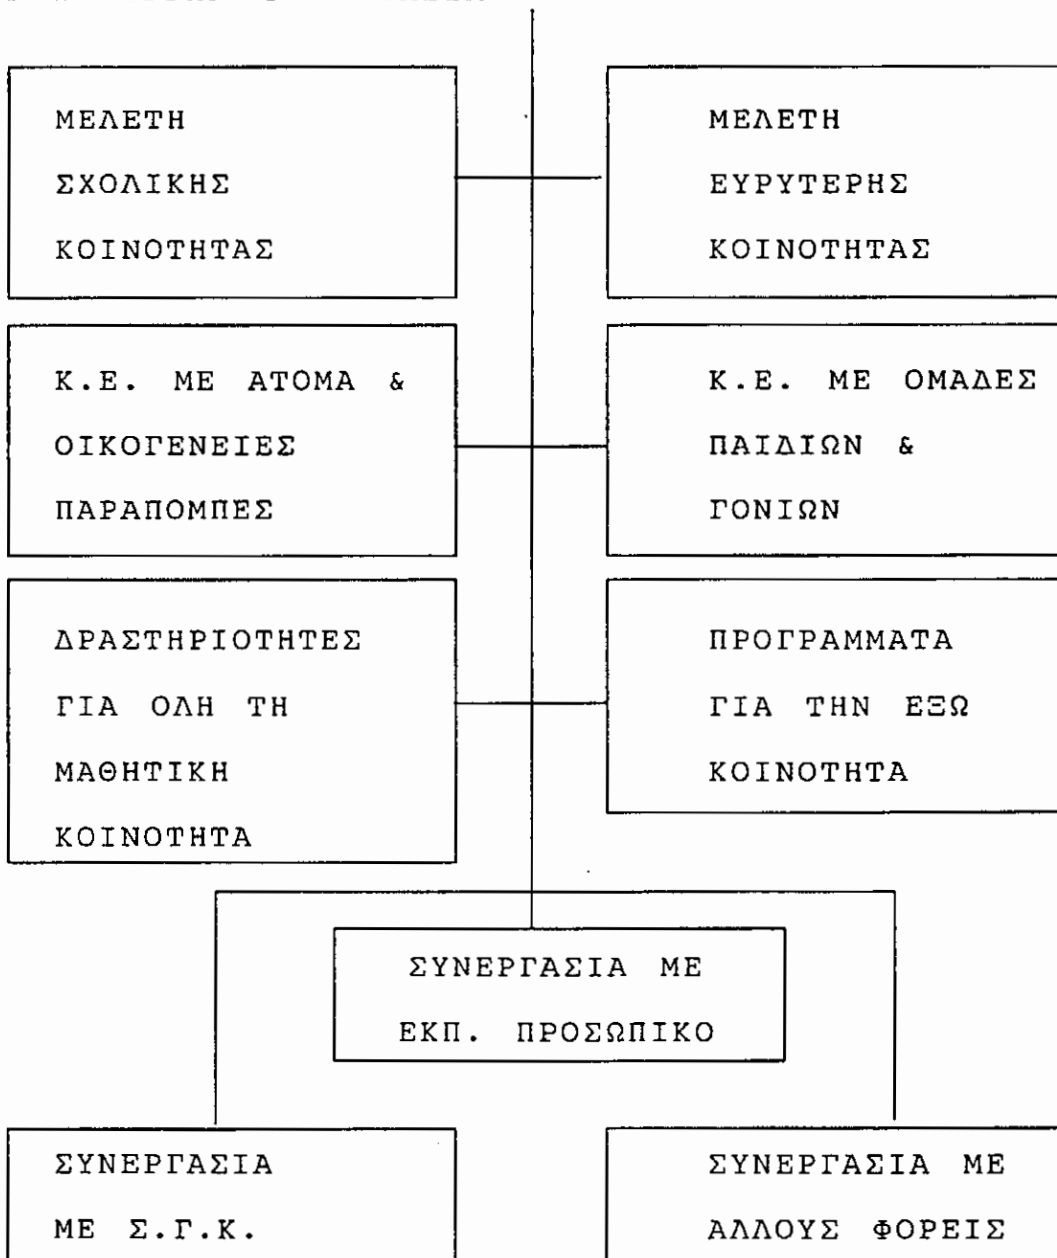 ΜΕΛΕΤΗ
ΣΧΟΛΙΚΗΣ
ΚΟΙΝΟΤΗΤΑΣ
ΜΕΛΕΤΗ
ΕΥΡΥΤΕΡΗΣ
ΚΟΙΝΟΤΗΤΑΣ
Κ.Ε. ΜΕ ΑΤΟΜΑ &
ΟΙΚΟΓΕΝΕΙΕΣ
ΠΑΡΑΠΟΜΠΕΣ
Κ.Ε. ΜΕ ΟΜΑΔΕΣ
ΠΑΙΔΙΩΝ &
ΓΟΝΙΩΝ
ΔΡΑΣΤΗΡΙΟΤΗΤΕΣ
ΓΙΑ ΟΛΗ ΤΗ
ΜΑΘΗΤΙΚΗ
ΚΟΙΝΟΤΗΤΑ
ΠΡΟΓΡΑΜΜΑΤΑ
ΓΙΑ ΤΗΝ ΕΞΩ
ΚΟΙΝΟΤΗΤΑ
ΣΥΝΕΡΓΑΣΙΑ ΜΕ
ΕΚΠ. ΠΡΟΣΩΠΙΚΟ
ΣΥΝΕΡΓΑΣΙΑ
ΜΕ Σ.Γ.Κ.
ΣΥΝΕΡΓΑΣΙΑ ΜΕ
ΑΛΛΟΥΣ ΦΟΡΕΙΣ